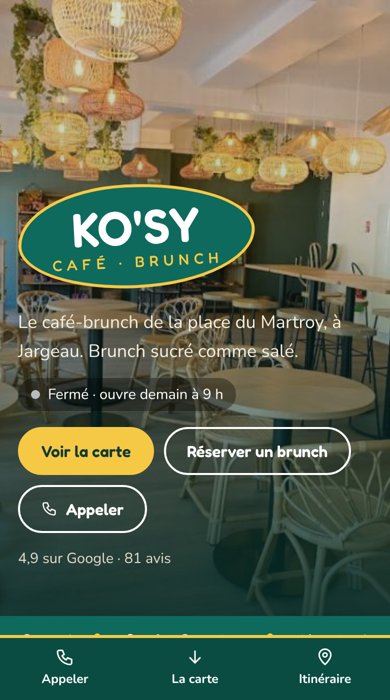 KO'SY
CAFÉ · BRUNCH
Le café-brunch de la place du Martroy, à
Jargeau. Brunch sucré comme salé.
Fermé · ouvre demain à 9 h
Voir la carte
Réserver un brunch
Appeler
4,9 sur Google · 81 avis
Appeler
La carte
Itinéraire